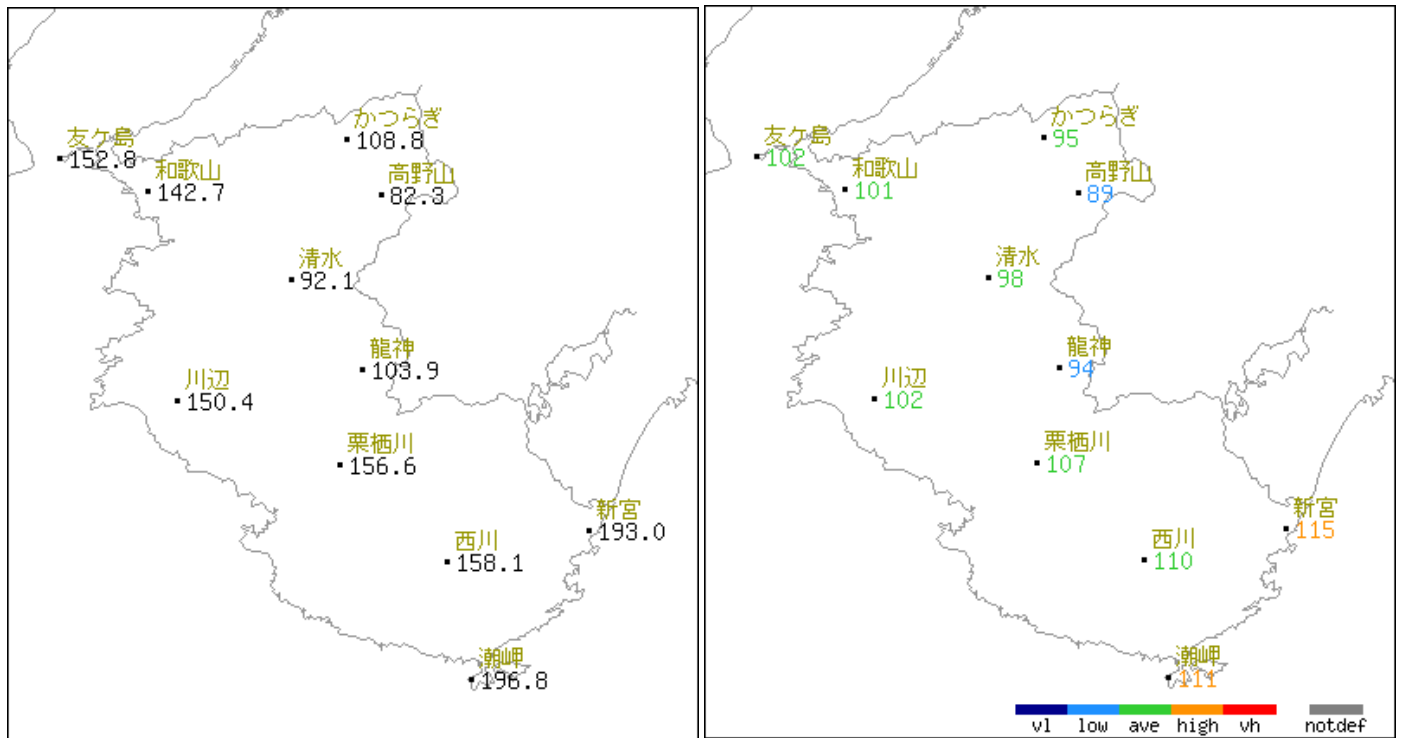 かつらぎ
108.8
友ケ島
152.8
和歌山
142.7
高野山
82.3
清水
92.1
龍神
103.9
川辺
150.4
栗栖川
156.6
新宮
193.0
西川
158.1
潮岬
196.8
かつらぎ
95
友ケ島
102
和歌山
101
高野山
89
清水
98
龍神
94
川辺
102
栗栖川
107
新宮
115
西川
110
潮岬
111
vl low ave high vh notdef